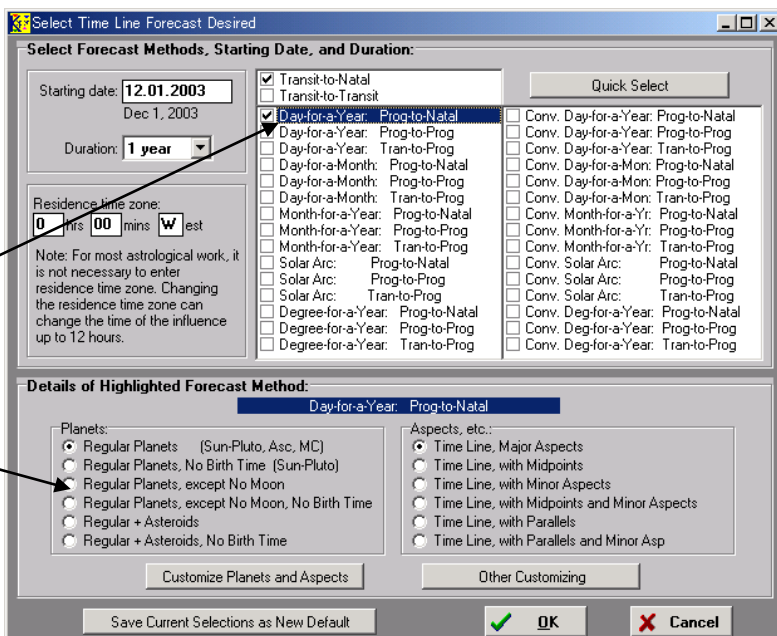 Select Time Line Forecast Desired
Select Forecast Methods, Starting Date, and Duration:
Starting date: 12.01.2003
Dec 1, 2003
Duration: 1 year
Residence time zone:
0 hrs 00 mins W est
Note: For most astrological work, it
is not necessary to enter
residence time zone. Changing
the residence time zone can
change the time of the influence
up to 12 hours.
Transit-to-Natal
Transit-to-Transit
Quick Select
Day-for-a-Year: Prog-to-Natal
Day-for-a-Year: Prog-to-Prog
Day-for-a-Year: Tran-to-Prog
Day-for-a-Month: Prog-to-Natal
Day-for-a-Month: Prog-to-Prog
Day-for-a-Month: Tran-to-Prog
Month-for-a-Year: Prog-to-Natal
Month-for-a-Year: Prog-to-Prog
Month-for-a-Year: Tran-to-Prog
Solar Arc: Prog-to-Natal
Solar Arc: Prog-to-Prog
Solar Arc: Tran-to-Prog
Degree-for-a-Year: Prog-to-Natal
Degree-for-a-Year: Prog-to-Prog
Degree-for-a-Year: Tran-to-Prog
Conv. Day-for-a-Year: Prog-to-Natal
Conv. Day-for-a-Year: Prog-to-Prog
Conv. Day-for-a-Year: Tran-to-Prog
Conv. Day-for-a-Mon: Prog-to-Natal
Conv. Day-for-a-Mon: Prog-to-Prog
Conv. Day-for-a-Mon: Tran-to-Prog
Conv. Month-for-a-Yr: Prog-to-Natal
Conv. Month-for-a-Yr: Prog-to-Prog
Conv. Month-for-a-Yr: Tran-to-Prog
Conv. Solar Arc: Prog-to-Natal
Conv. Solar Arc: Prog-to-Prog
Conv. Solar Arc: Tran-to-Prog
Conv. Deg-for-a-Year: Prog-to-Natal
Conv. Deg-for-a-Year: Prog-to-Prog
Conv. Deg-for-a-Year: Tran-to-Prog
Details of Highlighted Forecast Method:
Day-for-a-Year: Prog-to-Natal
Planets:
Regular Planets (Sun-Pluto, Asc, MC)
Regular Planets, No Birth Time (Sun-Pluto)
Regular Planets, except No Moon
Regular Planets, except No Moon, No Birth Time
Regular + Asteroids
Regular + Asteroids, No Birth Time
Aspects, etc.:
Time Line, Major Aspects
Time Line, with Midpoints
Time Line, with Minor Aspects
Time Line, with Midpoints and Minor Aspects
Time Line, with Parallels
Time Line, with Parallels and Minor Asp
Customize Planets and Aspects
Other Customizing
Save Current Selections as New Default
OK
Cancel